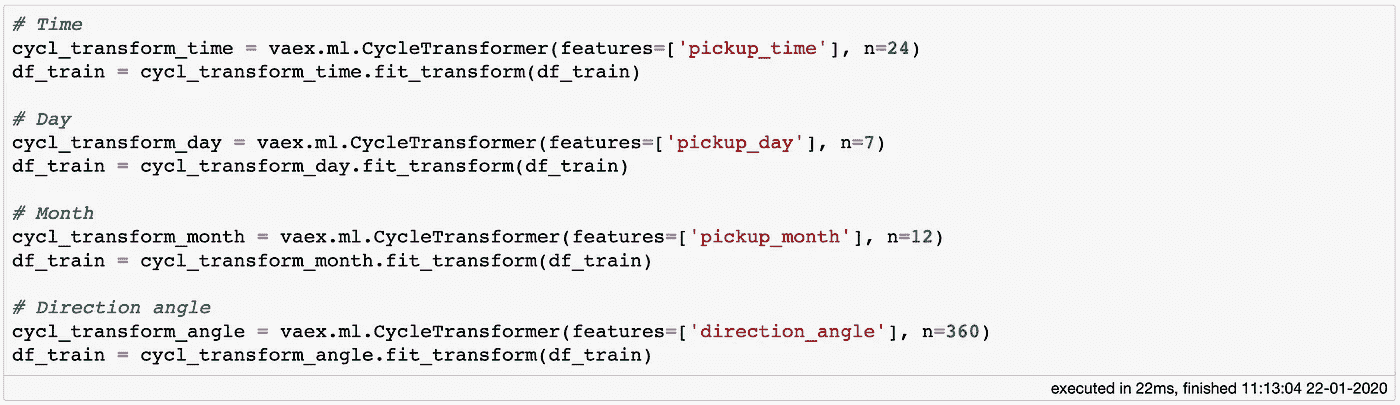 # Time
cycl_transform_time = vaex.ml.CycleTransformer(features=['pickup_time'], n=24)
df_train = cycl_transform_time.fit_transform(df_train)
# Day
cycl_transform_day = vaex.ml.CycleTransformer(features=['pickup_day'], n=7)
df_train = cycl_transform_day.fit_transform(df_train)
# Month
cycl_transform_month = vaex.ml.CycleTransformer(features=['pickup_month'], n=12)
df_train = cycl_transform_month.fit_transform(df_train)
# Direction angle
cycl_transform_angle = vaex.ml.CycleTransformer(features=['direction_angle'], n=360)
df_train = cycl_transform_angle.fit_transform(df_train)
executed in 22ms, finished 11:13:04 22-01-2020